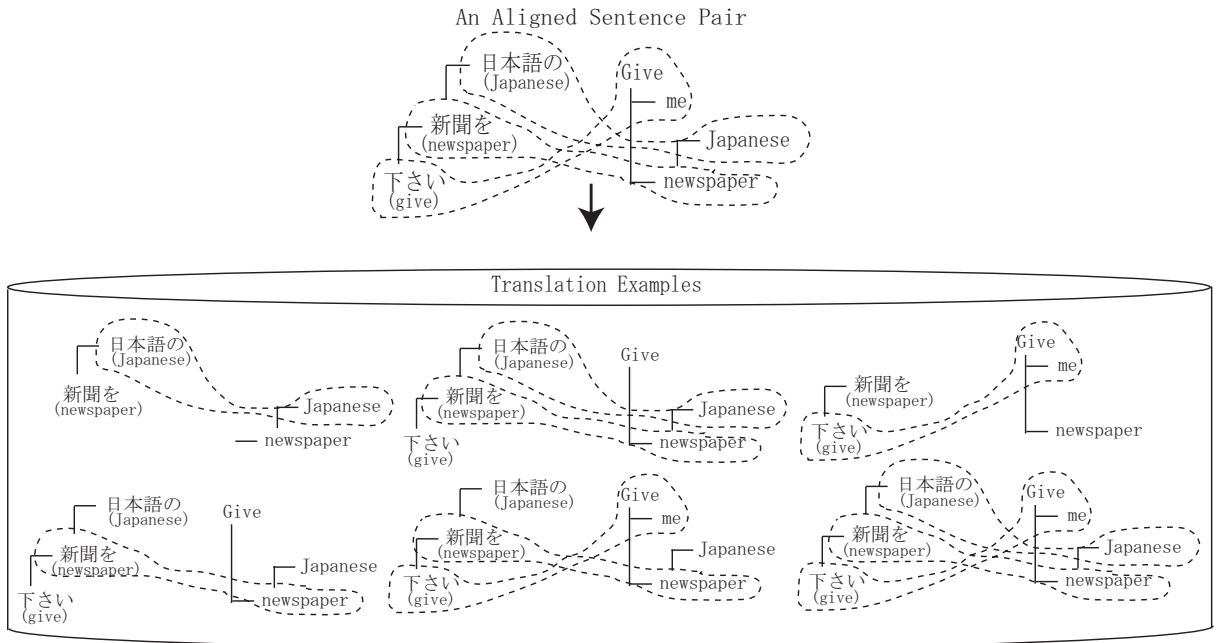 An Aligned Sentence Pair
日本語の
(Japanese)
新聞を
(newspaper)
下さい
(give)
Give
me
Japanese
newspaper
Translation Examples
日本語の
(Japanese)
新聞を
(newspaper)
Japanese
newspaper
日本語の
(Japanese)
新聞を
(newspaper)
下さい
(give)
Give
Japanese
newspaper
新聞を
(newspaper)
下さい
(give)
Give
me
newspaper
日本語の
(Japanese)
新聞を
(newspaper)
下さい
(give)
Give
Japanese
newspaper
日本語の
(Japanese)
新聞を
(newspaper)
下さい
(give)
Give
me
Japanese
newspaper
日本語の
(Japanese)
新聞を
(newspaper)
下さい
(give)
Give
me
Japanese
newspaper